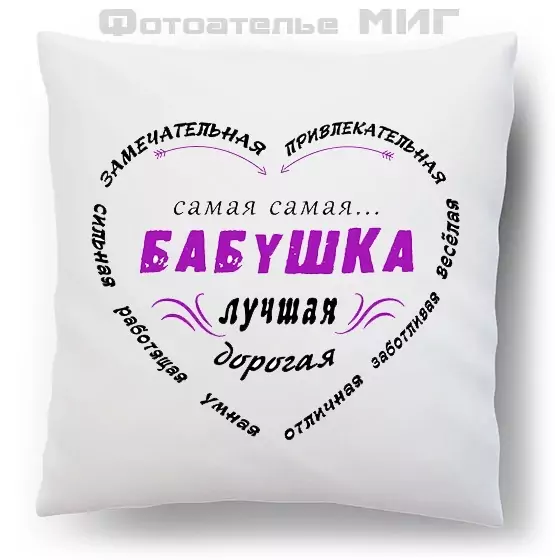 Фотоателье МИГ
ЗАМЕЧАТЕЛЬНАЯ
ПРИВЛЕКАТЕЛЬНАЯ
сильная
весёлая
самая самая...
БАБУШКА
лучшая
дорогая
работящая
заботливая
умная
отличная